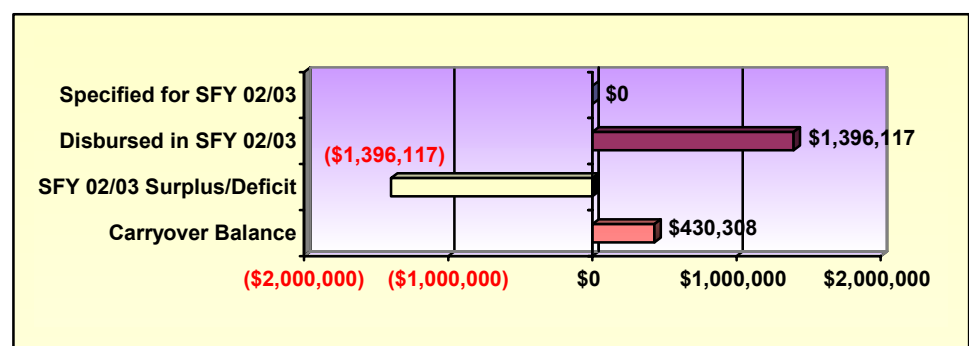 Specified for SFY 02/03
$0
Disbursed in SFY 02/03
$1,396,117
($1,396,117)
SFY 02/03 Surplus/Deficit
Carryover Balance
$430,308
($2,000,000) ($1,000,000) $0 $1,000,000 $2,000,000